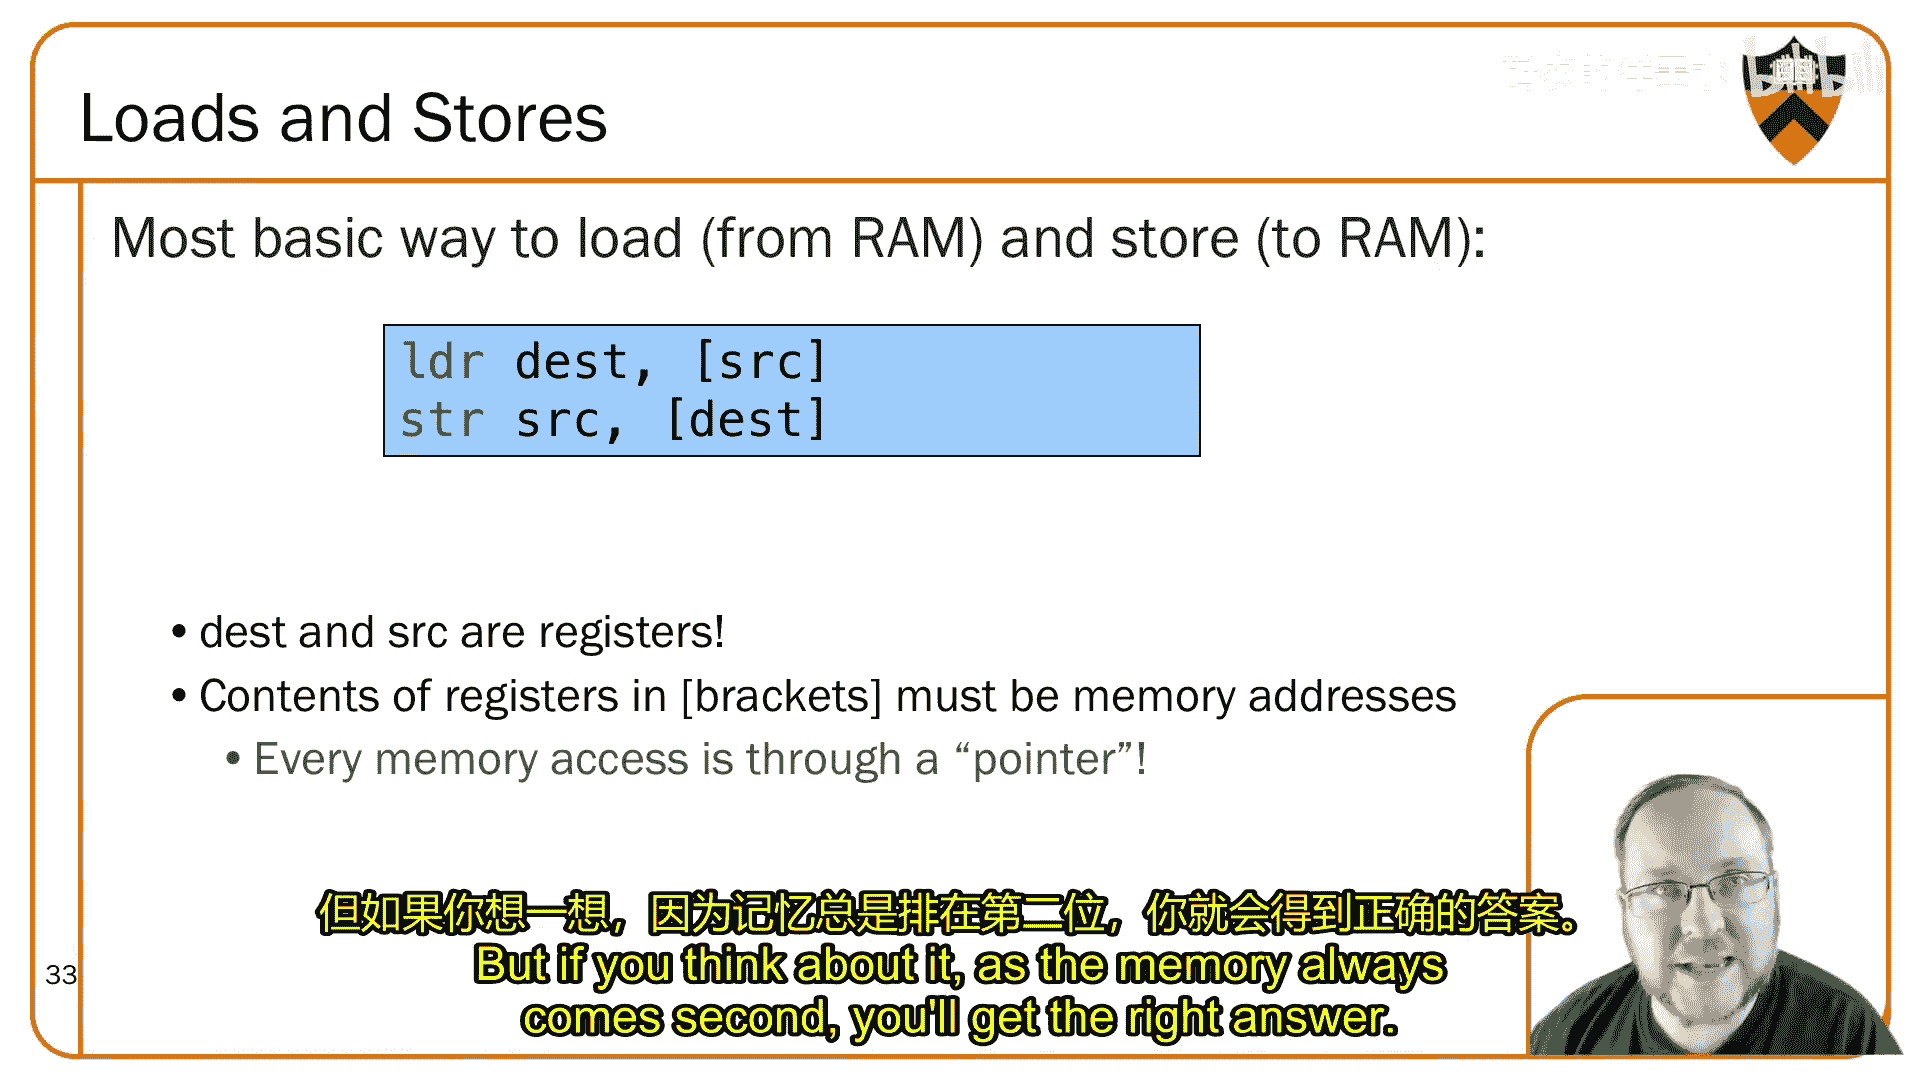 Loads and Stores
Most basic way to load (from RAM) and store (to RAM):
ldr dest, [src]
str src, [dest]
• dest and src are registers!
• Contents of registers in [brackets] must be memory addresses
• Every memory access is through a “pointer”!
但如果你想一想，因为记忆总是排在第二位，你就会得到正确的答案。
33
But if you think about it, as the memory always
comes second, you'll get the right answer.